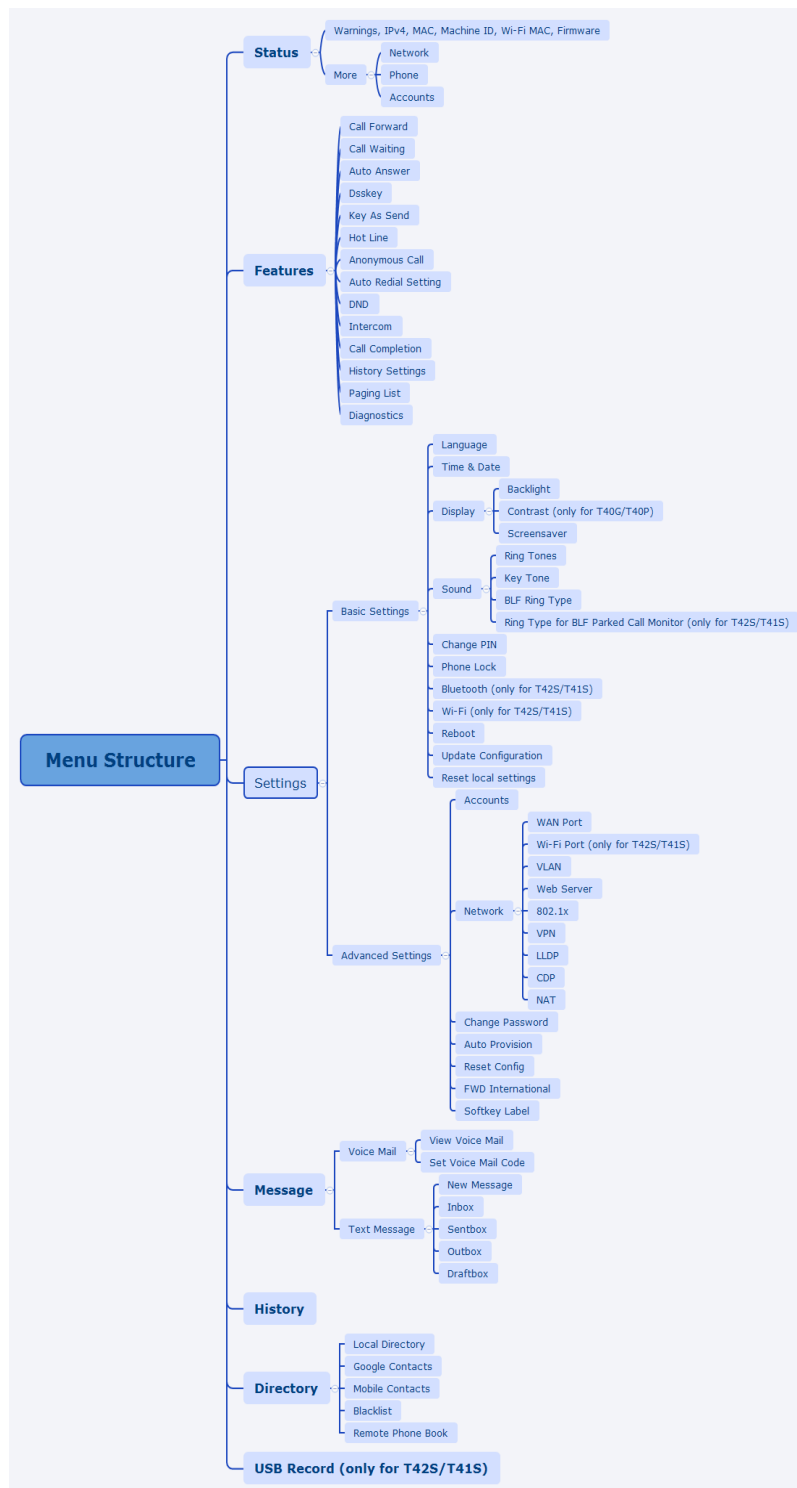 Menu Structure
Status
Warnings, IPv4, MAC, Machine ID, Wi-Fi MAC, Firmware
More
Network
Phone
Accounts
Features
Call Forward
Call Waiting
Auto Answer
Dsskey
Key As Send
Hot Line
Anonymous Call
Auto Redial Setting
DND
Intercom
Call Completion
History Settings
Paging List
Diagnostics
Settings
Basic Settings
Language
Time & Date
Display
Backlight
Contrast (only for T40G/T40P)
Screensaver
Sound
Ring Tones
Key Tone
BLF Ring Type
Ring Type for BLF Parked Call Monitor (only for T42S/T41S)
Change PIN
Phone Lock
Bluetooth (only for T42S/T41S)
Wi-Fi (only for T42S/T41S)
Reboot
Update Configuration
Reset local settings
Advanced Settings
Accounts
Network
WAN Port
Wi-Fi Port (only for T42S/T41S)
VLAN
Web Server
802.1x
VPN
LLDP
CDP
NAT
Change Password
Auto Provision
Reset Config
FWD International
Softkey Label
Message
Voice Mail
View Voice Mail
Set Voice Mail Code
Text Message
New Message
Inbox
Sentbox
Outbox
Draftbox
History
Directory
Local Directory
Google Contacts
Mobile Contacts
Blacklist
Remote Phone Book
USB Record (only for T42S/T41S)